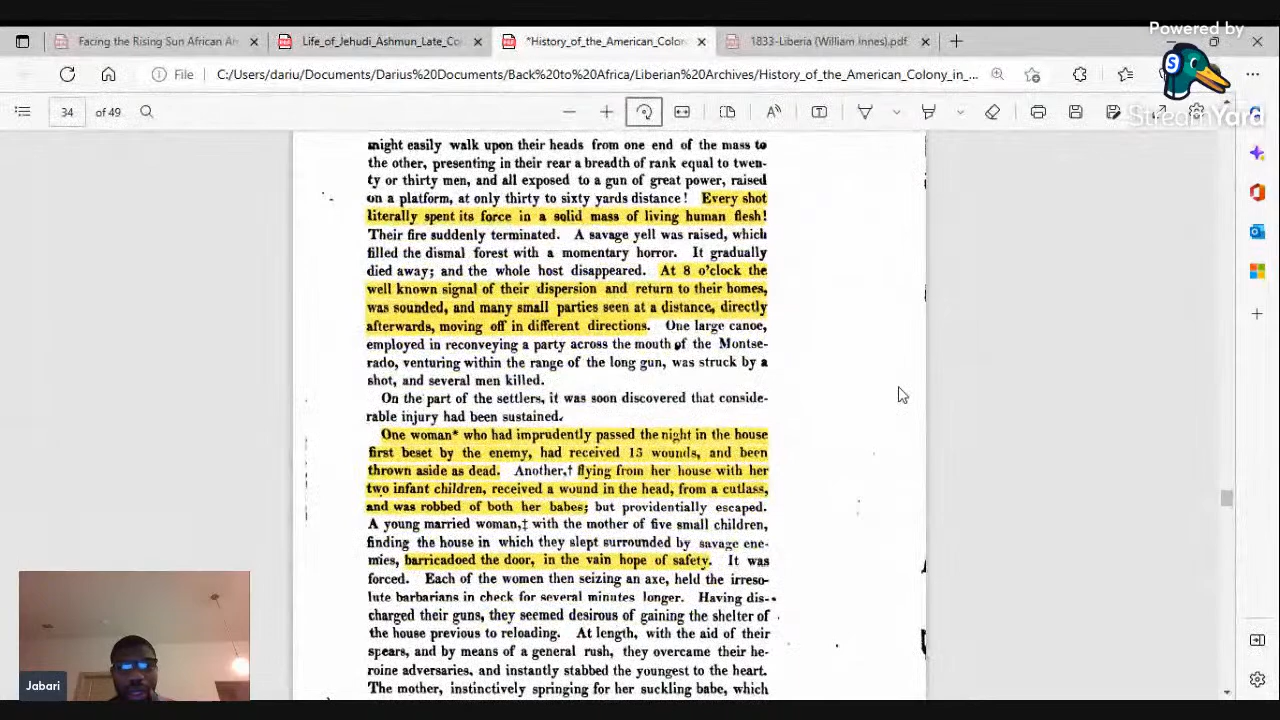 Powered by
StreamYard
Facing the Rising Sun African Ar
Life_of_Jehudi_Ashmun_Late_Co
*History_of_the_American_Color
1833-Liberia (William Innes).pdf
File
C:/Users/dariu/Documents/Darius%20Documents/Back%20to%20Africa/Liberian%20Archives/History_of_the_American_Colony_in_...
34 of 49
might easily walk upon their heads from one end of the mass to
the other, presenting in their rear a breadth of rank equal to twen-
ty or thirty men, and all exposed to a gun of great power, raised
on a platform, at only thirty to sixty yards distance! Every shot
literally spent its force in a solid mass of living human flesh!
Their fire suddenly terminated. A savage yell was raised, which
filled the dismal forest with a momentary horror. It gradually
died away; and the whole host disappeared. At 8 o'clock the
well known signal of their dispersion and return to their homes,
was sounded, and many small parties seen at a distance, directly
afterwards, moving off in different directions. One large canoe,
employed in reconveying a party across the mouth of the Montse-
rado, venturing within the range of the long gun, was struck by a
shot, and several men killed.
On the part of the settlers, it was soon discovered that conside-
rable injury had been sustained.
One woman* who had imprudently passed the night in the house
first beset by the enemy, had received 13 wounds, and been
thrown aside as dead. Another,† flying from her house with her
two infant children, received a wound in the head, from a cutlass,
and was robbed of both her babes; but providentially escaped.
A young married woman,‡ with the mother of five small children,
finding the house in which they slept surrounded by savage ene-
mies, barricadoed the door, in the vain hope of safety. It was
forced. Each of the women then seizing an axe, held the irreso-
lute barbarians in check for several minutes longer. Having dis-
charged their guns, they seemed desirous of gaining the shelter of
the house previous to reloading. At length, with the aid of their
spears, and by means of a general rush, they overcame their he-
roine adversaries, and instantly stabbed the youngest to the heart.
The mother, instinctively springing for her suckling babe, which
Jabari